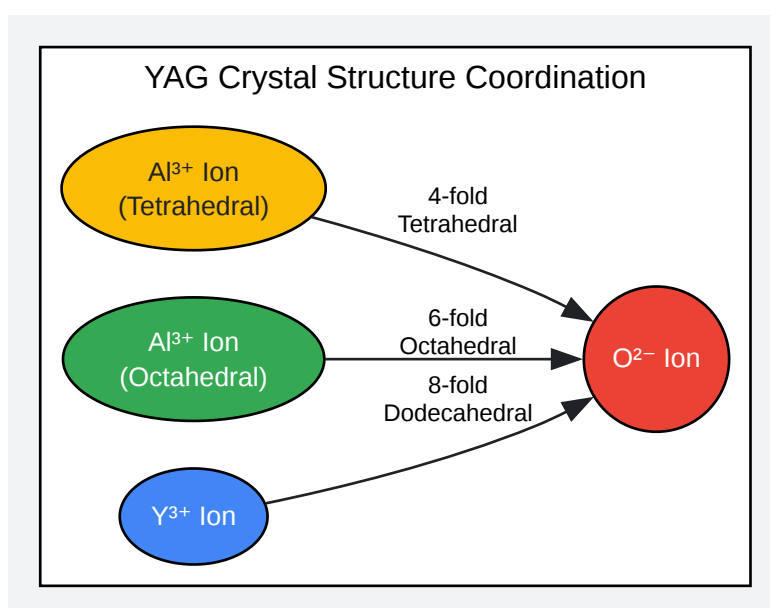 YAG Crystal Structure Coordination
Al³⁺ Ion
(Tetrahedral)
4-fold
Tetrahedral
Al³⁺ Ion
(Octahedral)
6-fold
Octahedral
O²⁻ Ion
8-fold
Dodecahedral
Y³⁺ Ion